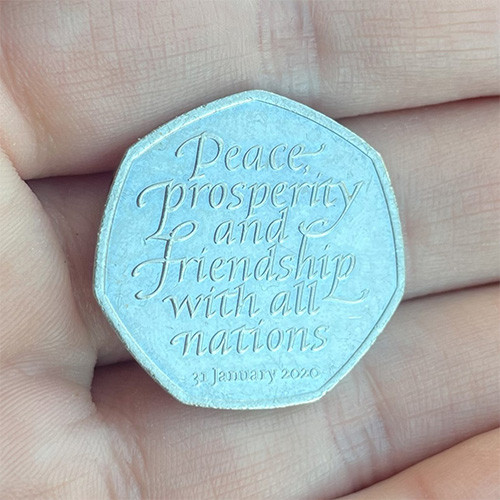 Peace,
prosperity
and
friendship
with all
nations
31 January 2020